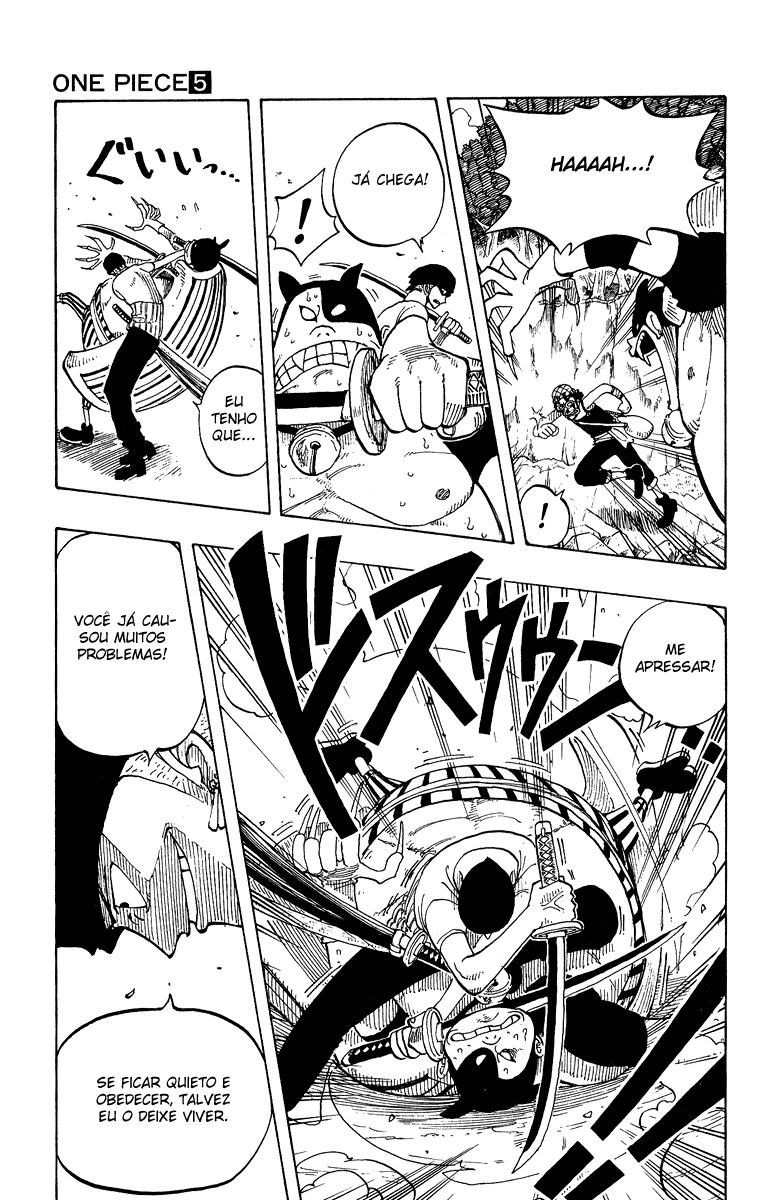 ONE PIECE 5
HAAAAH...!
!
JÁ CHEGA!
!
ぐいいっ…
EU
TENHO
QUE...
ME
APRESSAR!
ドスゥゥン
VOCÊ JÁ CAU-
SOU MUITOS
PROBLEMAS!
SE FICAR QUIETO E
OBEDECER, TALVEZ
EU O DEIXE VIVER.